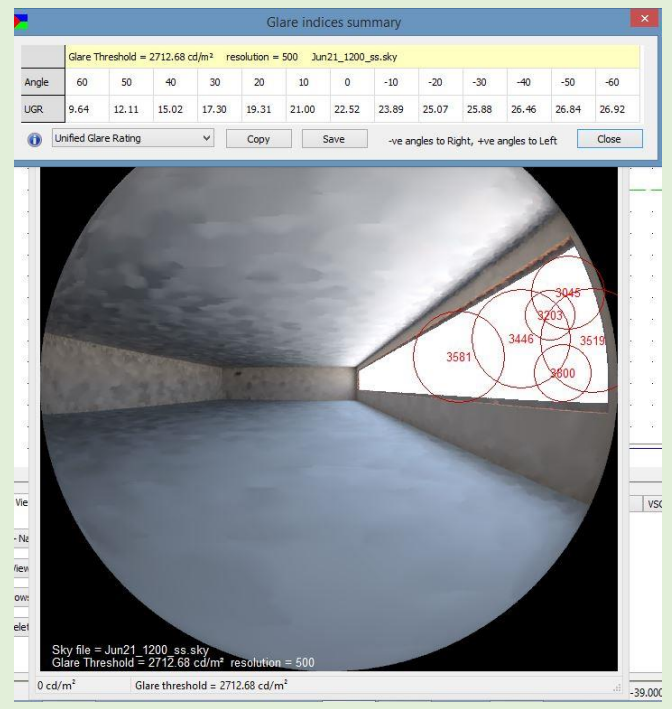 Glare indices summary
Glare Threshold = 2712.68 cd/m² resolution = 500 Jun21_1200_ss.sky
Angle 60 50 40 30 20 10 0 -10 -20 -30 -40 -50 -60
UGR 9.64 12.11 15.02 17.30 19.31 21.00 22.52 23.89 25.07 25.88 26.46 26.84 26.92
Unified Glare Rating Copy Save -ve angles to Right, +ve angles to Left Close
3045
3203
3446 3519
3581
3800
Sky file = Jun21_1200_ss.sky
Glare Threshold = 2712.68 cd/m² resolution = 500
0 cd/m² Glare threshold = 2712.68 cd/m²
-39.000